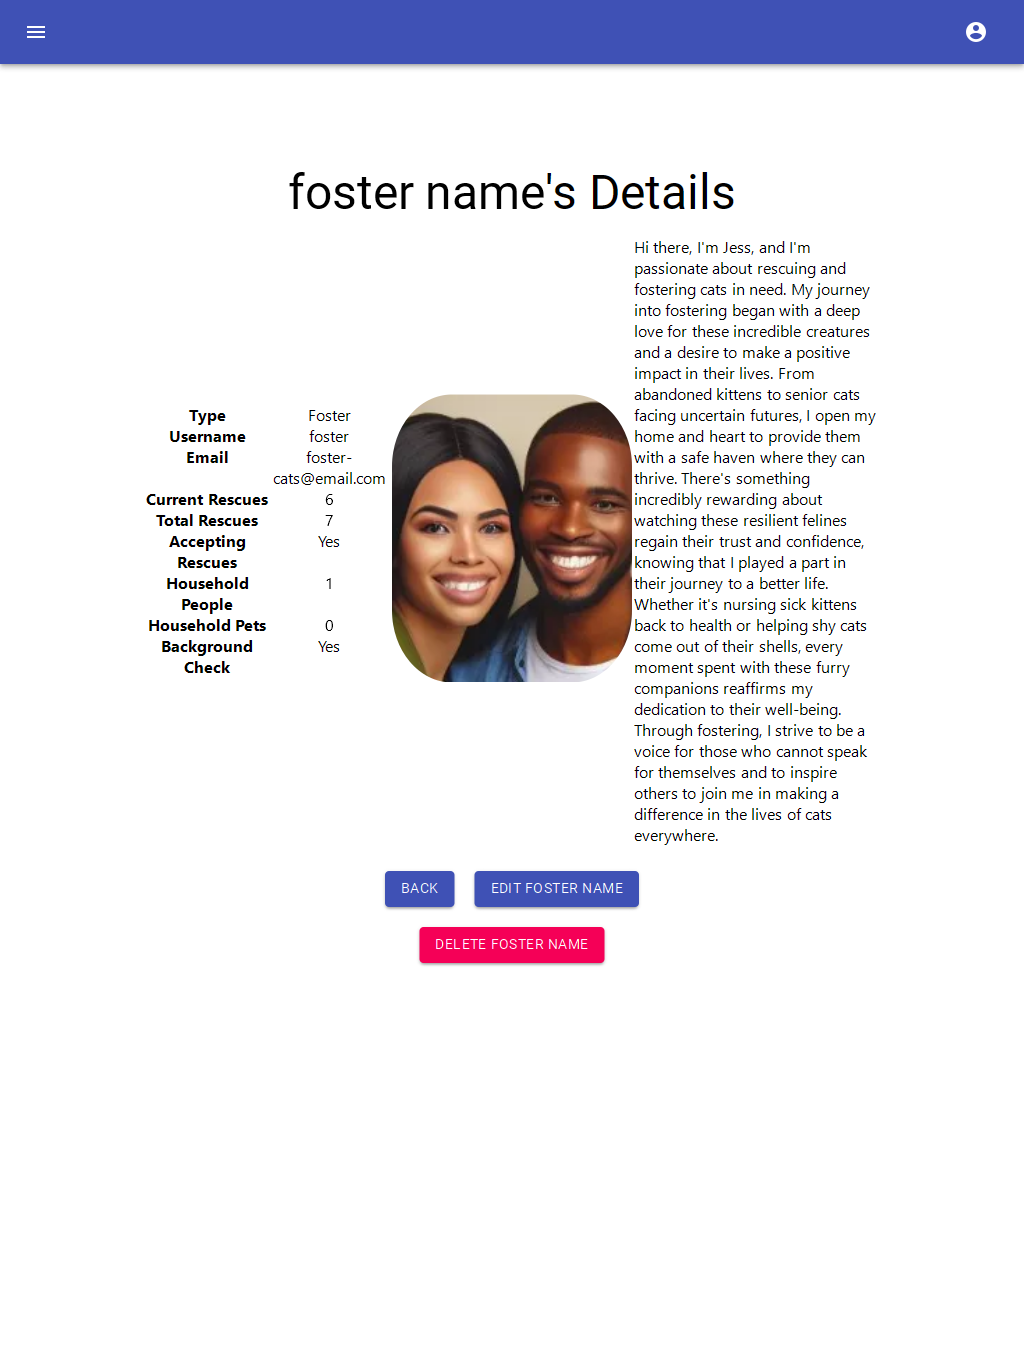 foster name's Details
Type Foster
Username foster
Email foster-
cats@email.com
Current Rescues 6
Total Rescues 7
Accepting Yes
Rescues
Household 1
People
Household Pets 0
Background Yes
Check
Hi there, I'm Jess, and I'm
passionate about rescuing and
fostering cats in need. My journey
into fostering began with a deep
love for these incredible creatures
and a desire to make a positive
impact in their lives. From
abandoned kittens to senior cats
facing uncertain futures, I open my
home and heart to provide them
with a safe haven where they can
thrive. There's something
incredibly rewarding about
watching these resilient felines
regain their trust and confidence,
knowing that I played a part in
their journey to a better life.
Whether it's nursing sick kittens
back to health or helping shy cats
come out of their shells, every
moment spent with these furry
companions reaffirms my
dedication to their well-being.
Through fostering, I strive to be a
voice for those who cannot speak
for themselves and to inspire
others to join me in making a
difference in the lives of cats
everywhere.
BACK EDIT FOSTER NAME
DELETE FOSTER NAME